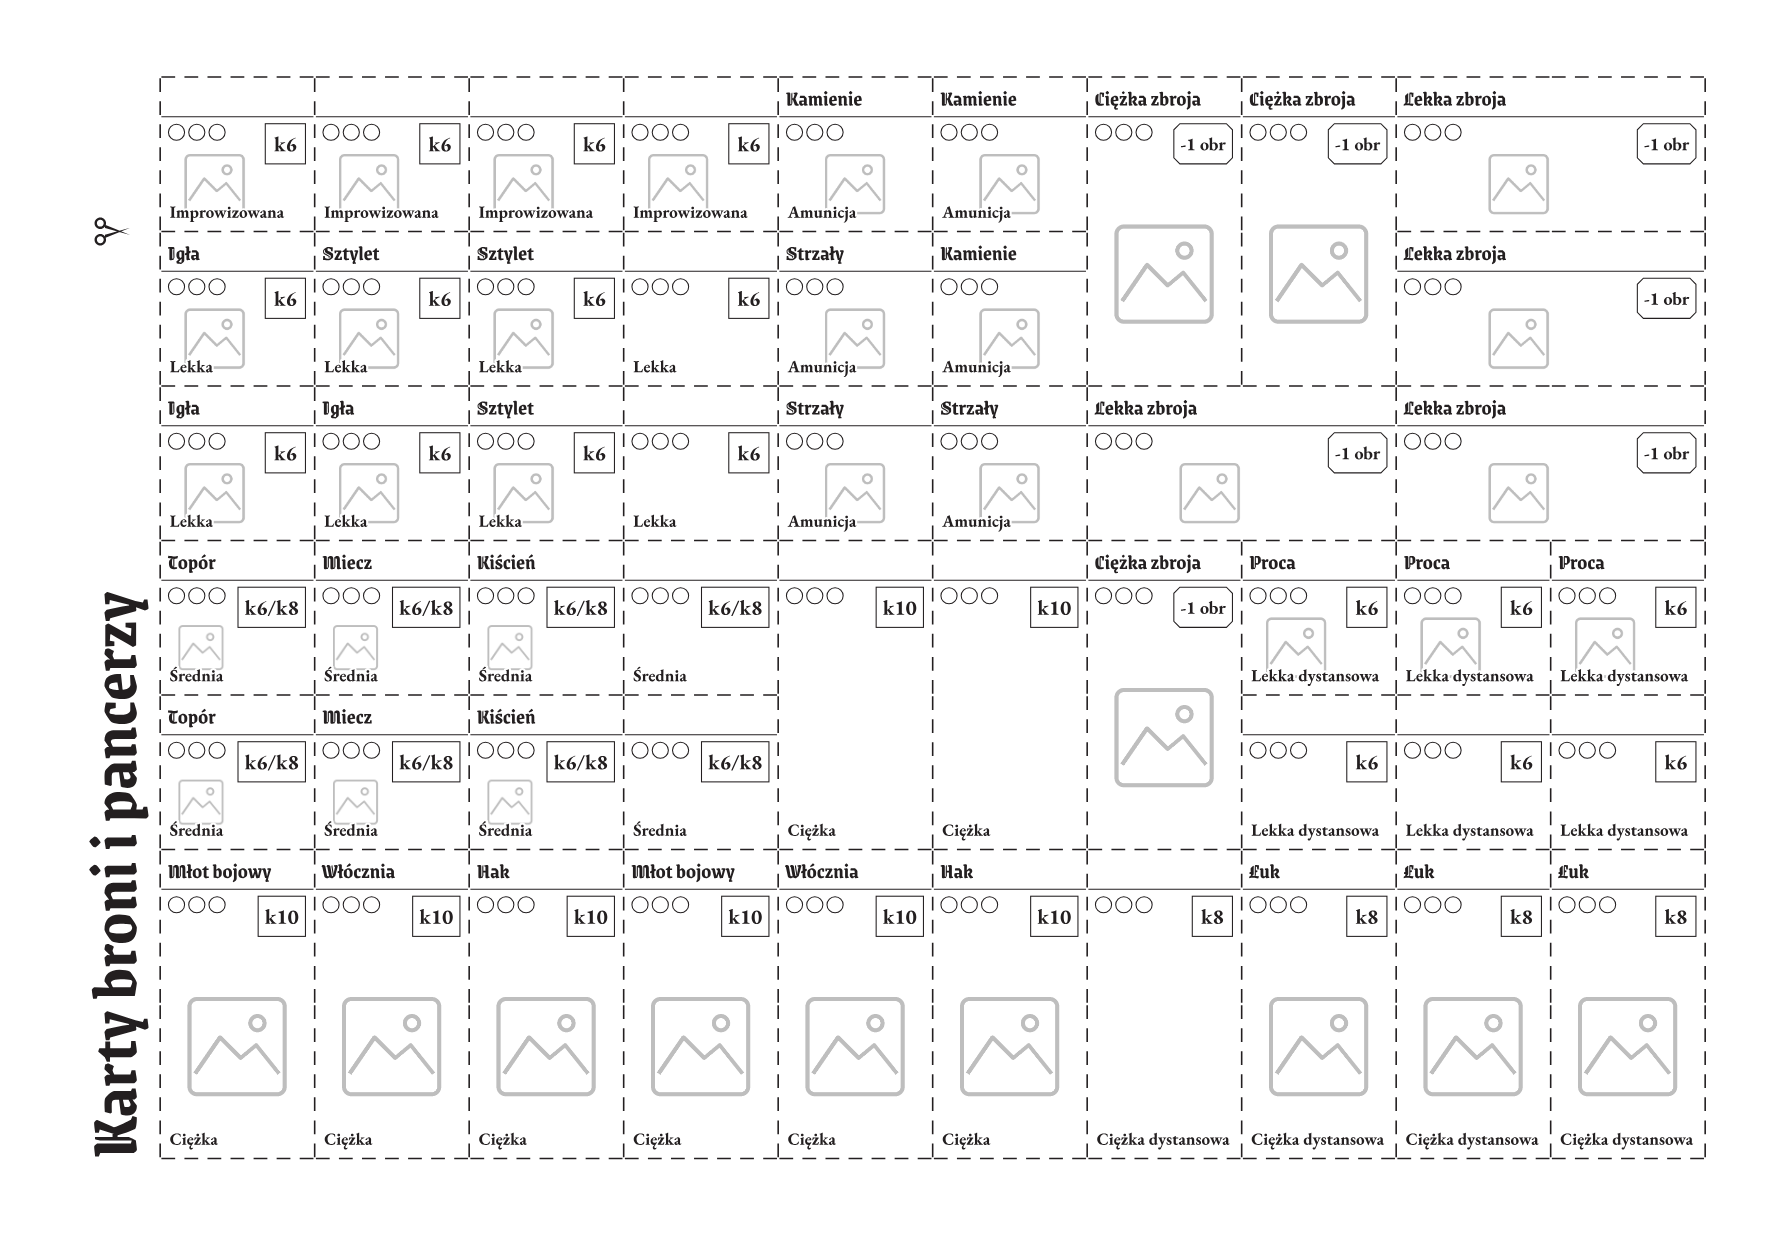 Karty broni i pancerzy
Kamienie Kamienie Ciężka zbroja Ciężka zbroja Lekka zbroja
k6 k6 k6 k6 -1 obr -1 obr -1 obr
Improwizowana Improwizowana Improwizowana Improwizowana Amunicja Amunicja
Igła Sztylet Sztylet Strzały Kamienie Lekka zbroja
k6 k6 k6 k6 -1 obr
Lekka Lekka Lekka Lekka Amunicja Amunicja
Igła Igła Sztylet Strzały Strzały Lekka zbroja Lekka zbroja
k6 k6 k6 k6 -1 obr -1 obr
Lekka Lekka Lekka Lekka Amunicja Amunicja
Topór Miecz Kiścień Ciężka zbroja Proca Proca Proca
k6/k8 k6/k8 k6/k8 k6/k8 k10 k10 -1 obr k6 k6 k6
Średnia Średnia Średnia Średnia Lekka dystansowa Lekka dystansowa Lekka dystansowa
Topór Miecz Kiścień
k6/k8 k6/k8 k6/k8 k6/k8 k6 k6 k6
Średnia Średnia Średnia Średnia Ciężka Ciężka Lekka dystansowa Lekka dystansowa Lekka dystansowa
Młot bojowy Włócznia Hak Młot bojowy Włócznia Hak Łuk Łuk Łuk
k10 k10 k10 k10 k10 k10 k8 k8 k8 k8
Ciężka Ciężka Ciężka Ciężka Ciężka Ciężka Ciężka dystansowa Ciężka dystansowa Ciężka dystansowa Ciężka dystansowa